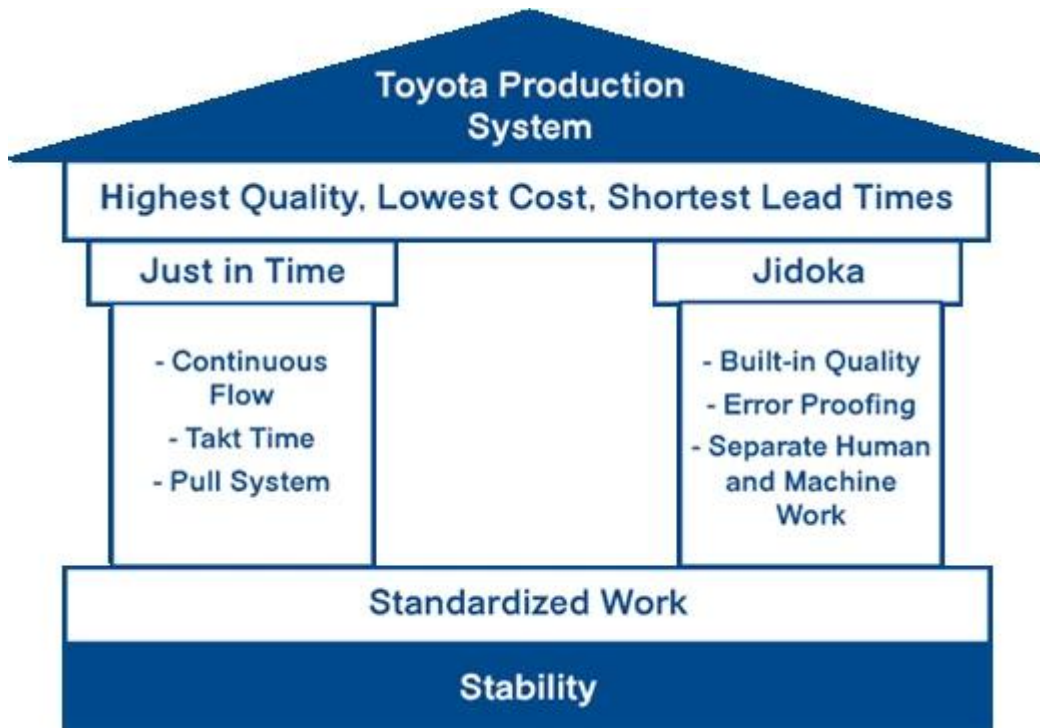 Toyota Production
System
Highest Quality, Lowest Cost, Shortest Lead Times
Just in Time
- Continuous
Flow
- Takt Time
- Pull System
Jidoka
- Built-in Quality
- Error Proofing
- Separate Human
and Machine
Work
Standardized Work
Stability